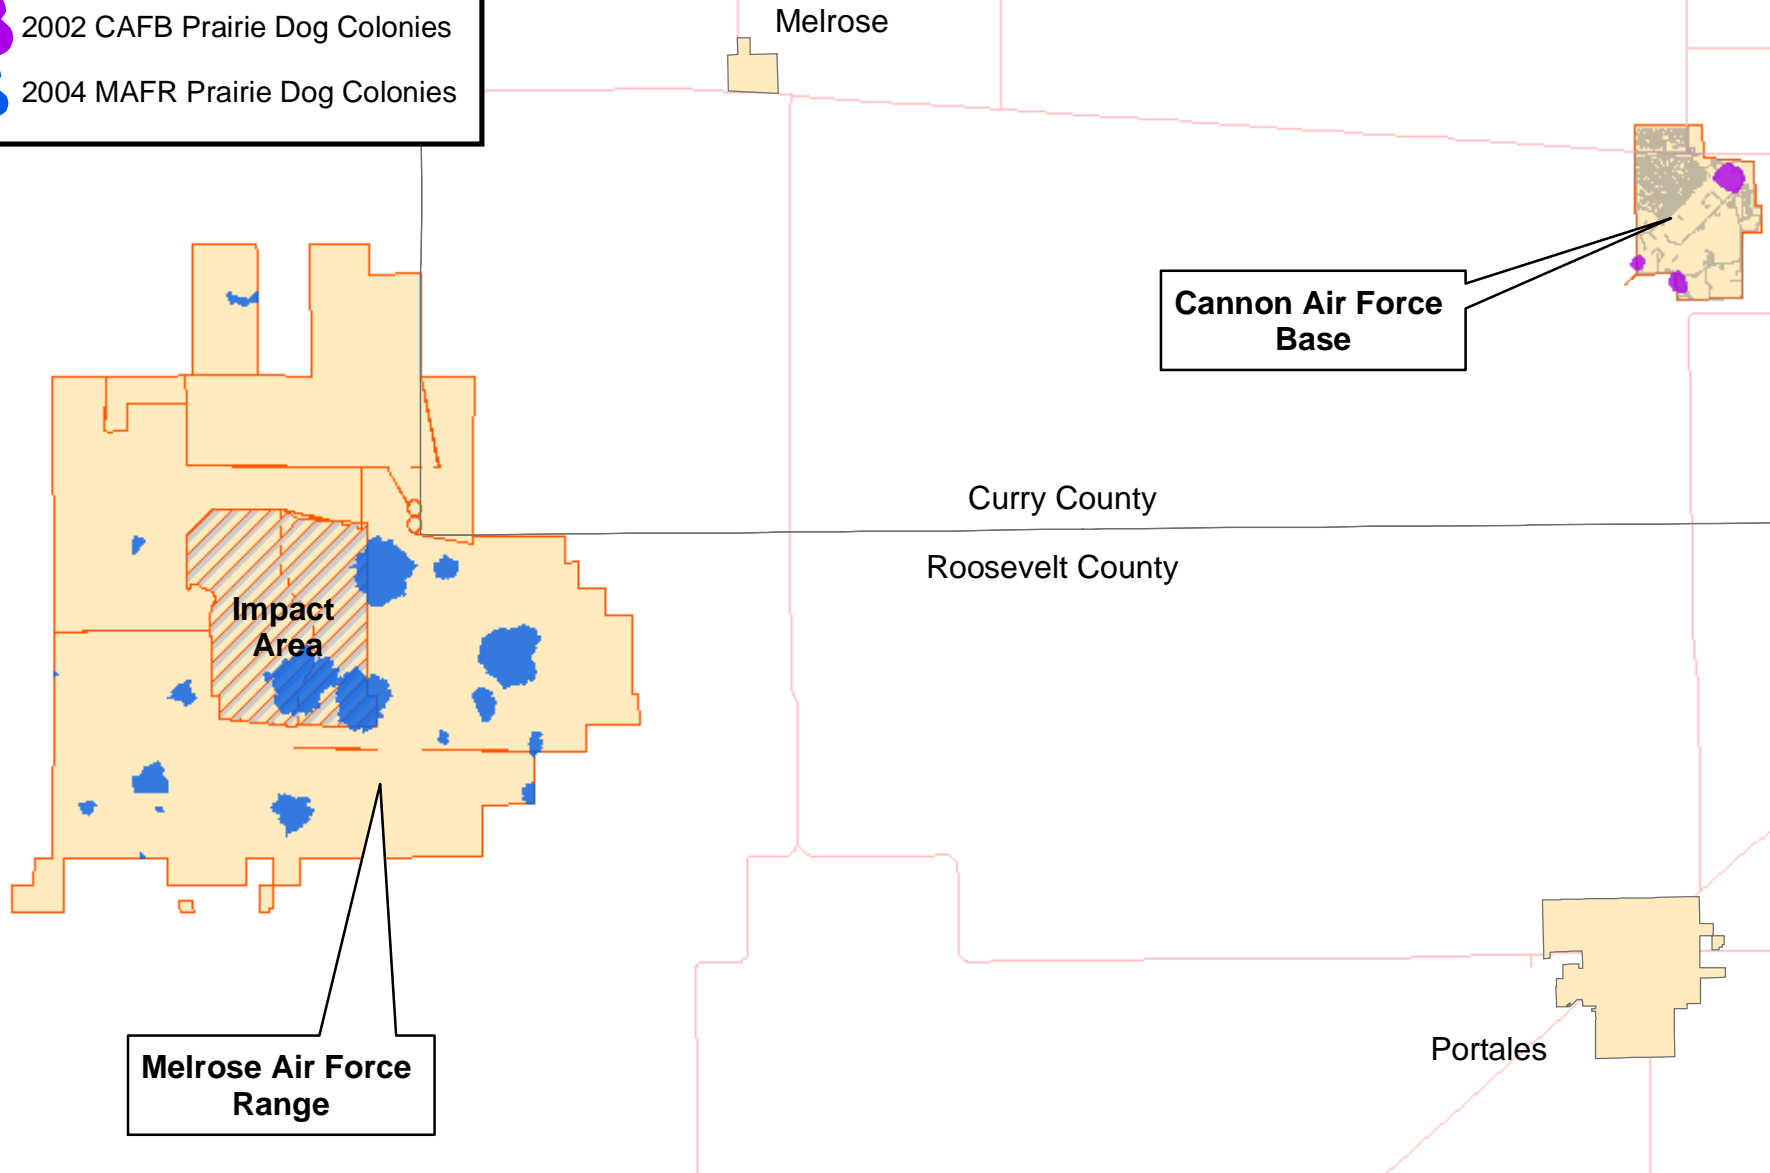 2002 CAFB Prairie Dog Colonies
2004 MAFR Prairie Dog Colonies
Melrose
Cannon Air Force
Base
Curry County
Roosevelt County
Impact
Area
Portales
Melrose Air Force
Range